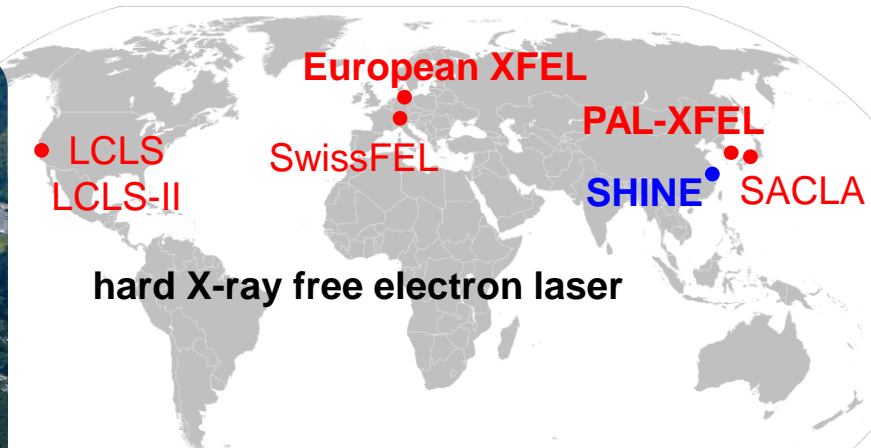 European XFEL
PAL-XFEL
LCLS
SwissFEL
LCLS-II
SHINE
SACLA
hard X-ray free electron laser